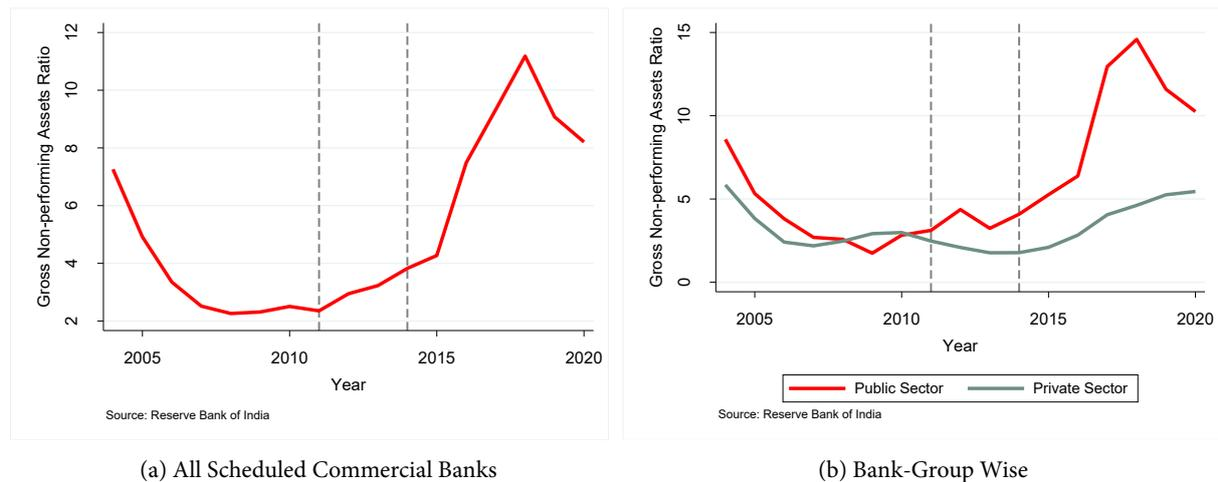 Gross Non-performing Assets Ratio
12
10
8
6
4
2
2005 2010 2015 2020
Year
Source: Reserve Bank of India
(a) All Scheduled Commercial Banks
Gross Non-performing Assets Ratio
15
10
5
0
2005 2010 2015 2020
Year
Public Sector Private Sector
Source: Reserve Bank of India
(b) Bank-Group Wise